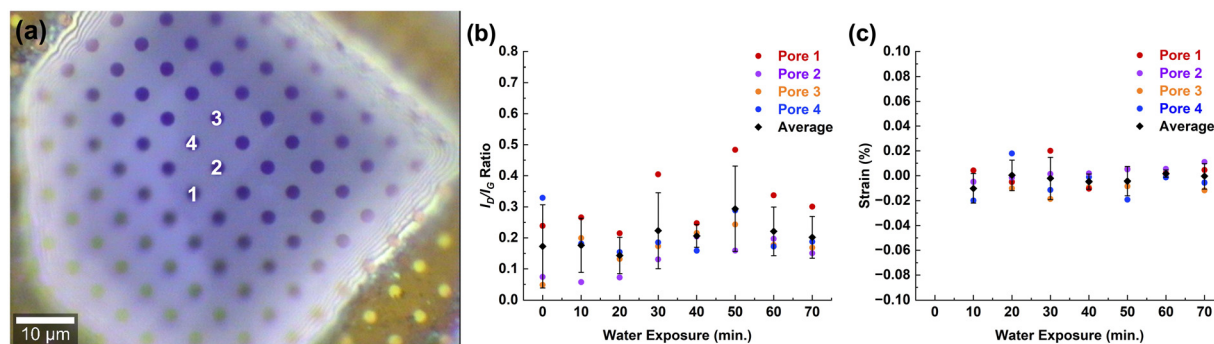 (a)
3
4
2
1
10 µm
(b)
0.8
0.7
0.6
0.5
0.4
0.3
0.2
0.1
0.0
I_D/I_G Ratio
Pore 1
Pore 2
Pore 3
Pore 4
Average
0 10 20 30 40 50 60 70
Water Exposure (min.)
(c)
0.10
0.08
0.06
0.04
0.02
0.00
−0.02
−0.04
−0.06
−0.08
−0.10
Strain (%)
Pore 1
Pore 2
Pore 3
Pore 4
Average
0 10 20 30 40 50 60 70
Water Exposure (min.)